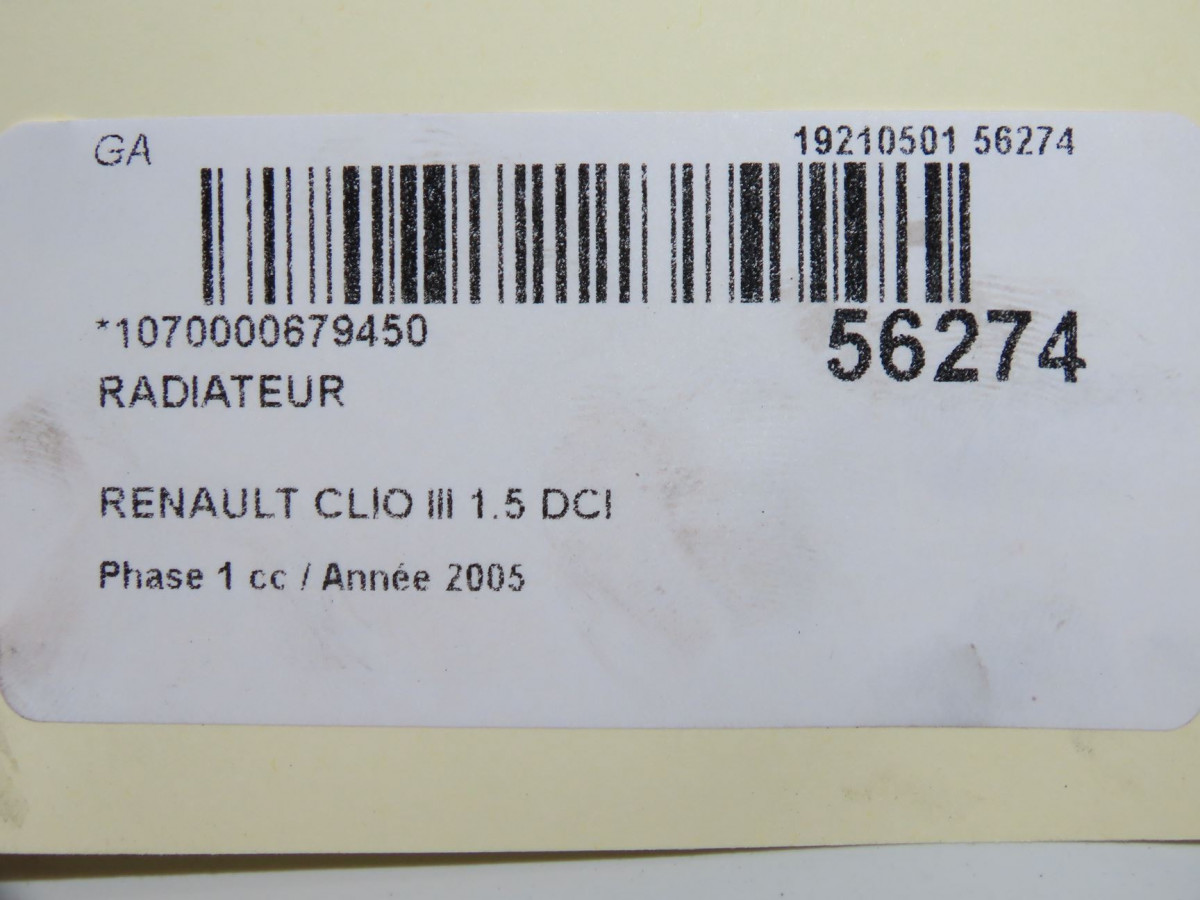 GA 19210501 56274
*1070000679450
56274
RADIATEUR
RENAULT CLIO III 1.5 DCI
Phase 1 cc / Année 2005